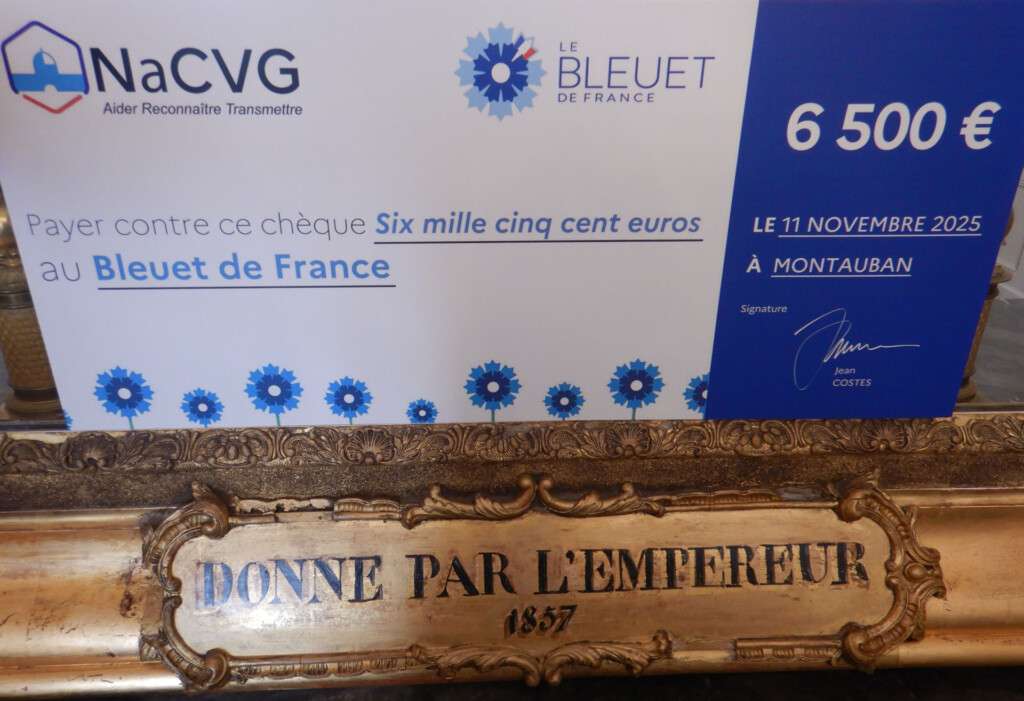 NaCVG
Aider Reconnaître Transmettre
LE
BLEUET
DE FRANCE
6 500 €
Payer contre ce chèque Six mille cinq cent euros
au Bleuet de France
LE 11 NOVEMBRE 2025
À MONTAUBAN
Signature
Jean
COSTES
DONNE PAR L'EMPEREUR
1857